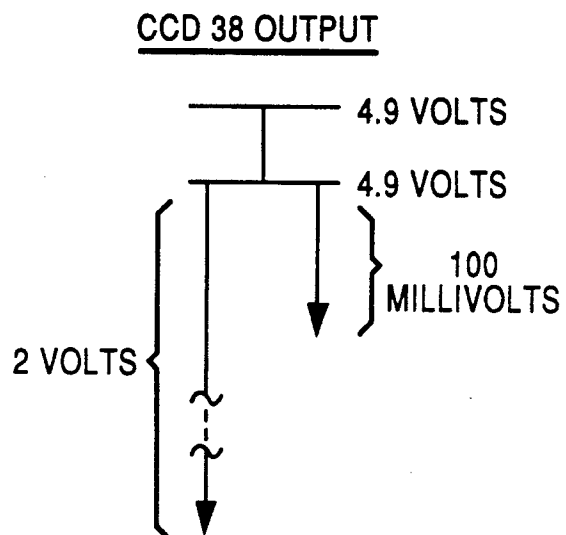 CCD 38 OUTPUT
4.9 VOLTS
4.9 VOLTS
100
MILLIVOLTS
2 VOLTS